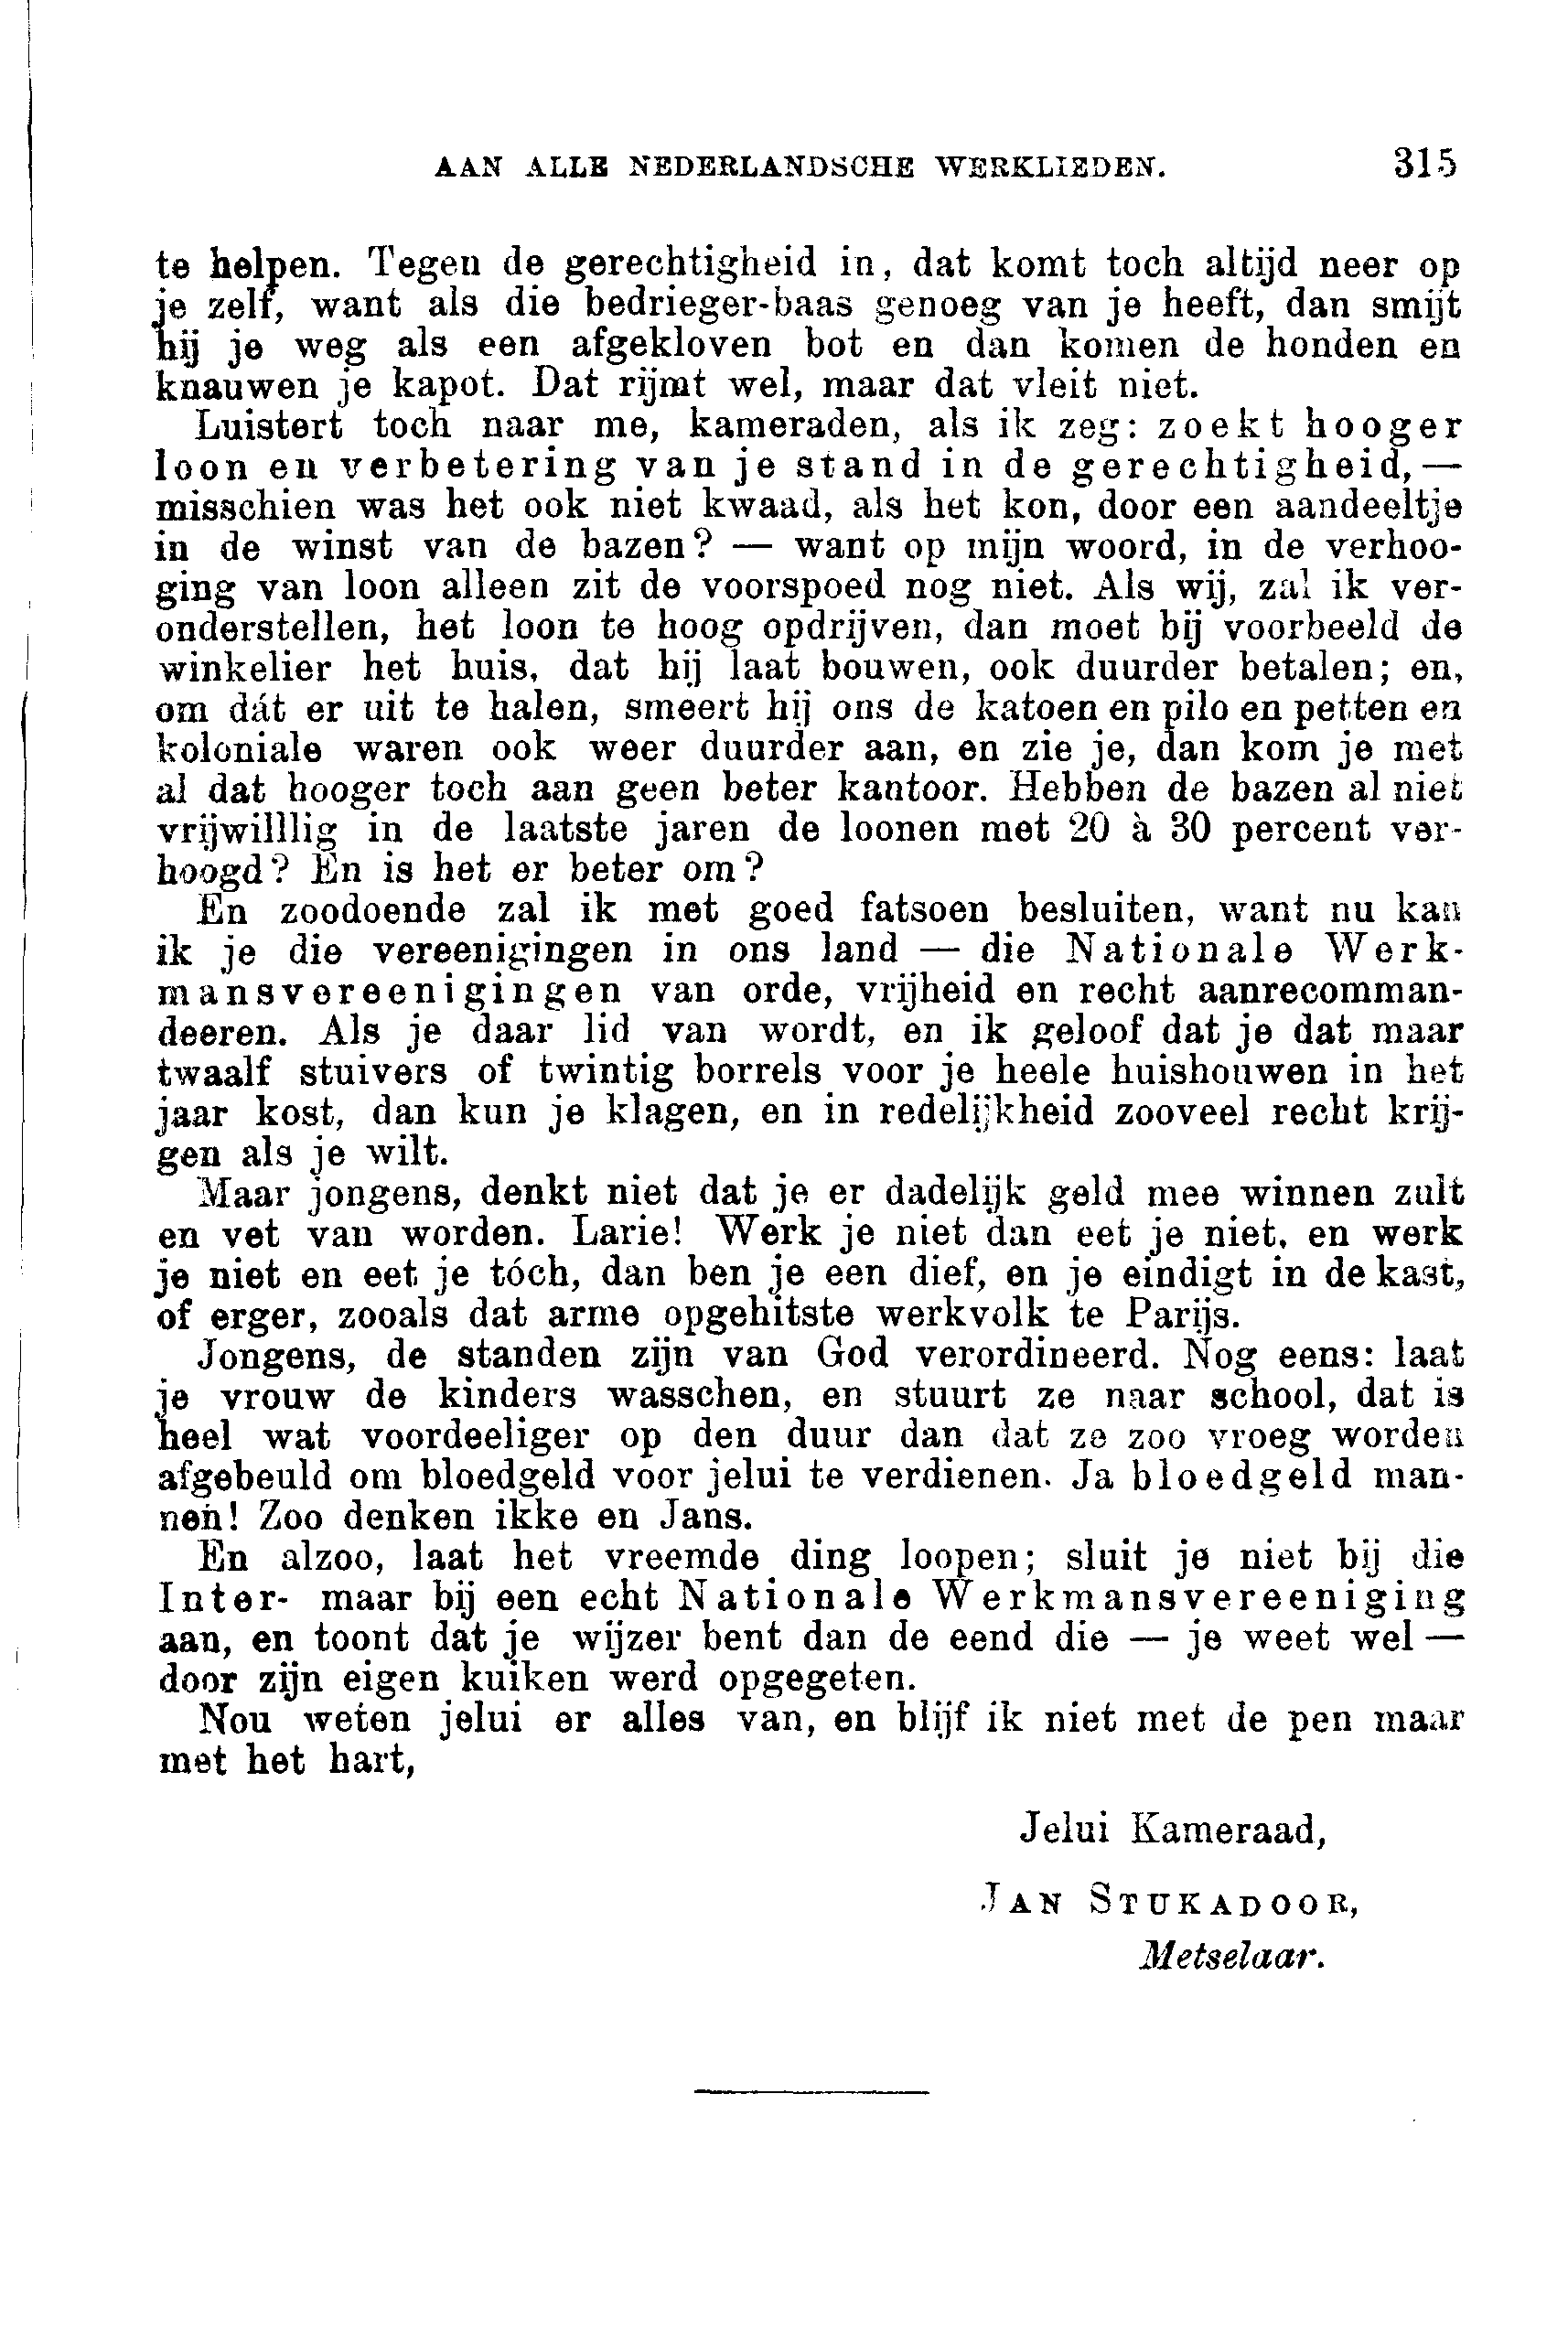 AAN ALLE NEDERLANDSCHE WERKLIEDEN. 315
te helpen. Tegen de gerechtigheid in, dat komt toch altijd neer op
je zelf, want als die bedrieger-baas genoeg van je heeft, dan smijt
hij je weg als een afgekloven bot en dan komen de honden en
knauwen je kapot. Dat rijmt wel, maar dat vleit niet.
Luistert toch naar me, kameraden, als ik zeg: zoekt hooger
loon en verbetering van je stand in de gerechtigheid, —
misschien was het ook niet kwaad, als het kon, door een aandeeltje
in de winst van de bazen? — want op mijn woord, in de verhoo-
ging van loon alleen zit de voorspoed nog niet. Als wij, zal ik ver-
onderstellen, het loon te hoog opdrijven, dan moet bij voorbeeld de
winkelier het huis, dat hij laat bouwen, ook duurder betalen; en,
om dát er uit te halen, smeert hij ons de katoen en pilo en petten en
koloniale waren ook weer duurder aan, en zie je, dan kom je met
al dat hooger toch aan geen beter kantoor. Hebben de bazen al niet
vrijwilllig in de laatste jaren de loonen met 20 à 30 percent ver-
hoogd? En is het er beter om?
En zoodoende zal ik met goed fatsoen besluiten, want nu kan
ik je die vereenigingen in ons land — die Nationale Werk-
mansvereenigingen van orde, vrijheid en recht aanrecomman-
deeren. Als je daar lid van wordt, en ik geloof dat je dat maar
twaalf stuivers of twintig borrels voor je heele huishouwen in het
jaar kost, dan kun je klagen, en in redelijkheid zooveel recht krij-
gen als je wilt.
Maar jongens, denkt niet dat je er dadelijk geld mee winnen zult
en vet van worden. Larie! Werk je niet dan eet je niet, en werk
je niet en eet je tóch, dan ben je een dief, en je eindigt in de kast,
of erger, zooals dat arme opgehitste werkvolk te Parijs.
Jongens, de standen zijn van God verordineerd. Nog eens: laat
je vrouw de kinders wasschen, en stuurt ze naar school, dat is
heel wat voordeeliger op den duur dan dat ze zoo vroeg worden
afgebeuld om bloedgeld voor jelui te verdienen. Ja bloedgeld man-
nen! Zoo denken ikke en Jans.
En alzoo, laat het vreemde ding loopen; sluit je niet bij die
Inter- maar bij een echt Nationale Werkmansvereeniging
aan, en toont dat je wijzer bent dan de eend die — je weet wel —
door zijn eigen kuiken werd opgegeten.
Nou weten jelui er alles van, en blijf ik niet met de pen maar
met het hart,
Jelui Kameraad,
JAN STUKADOOR,
Metselaar.